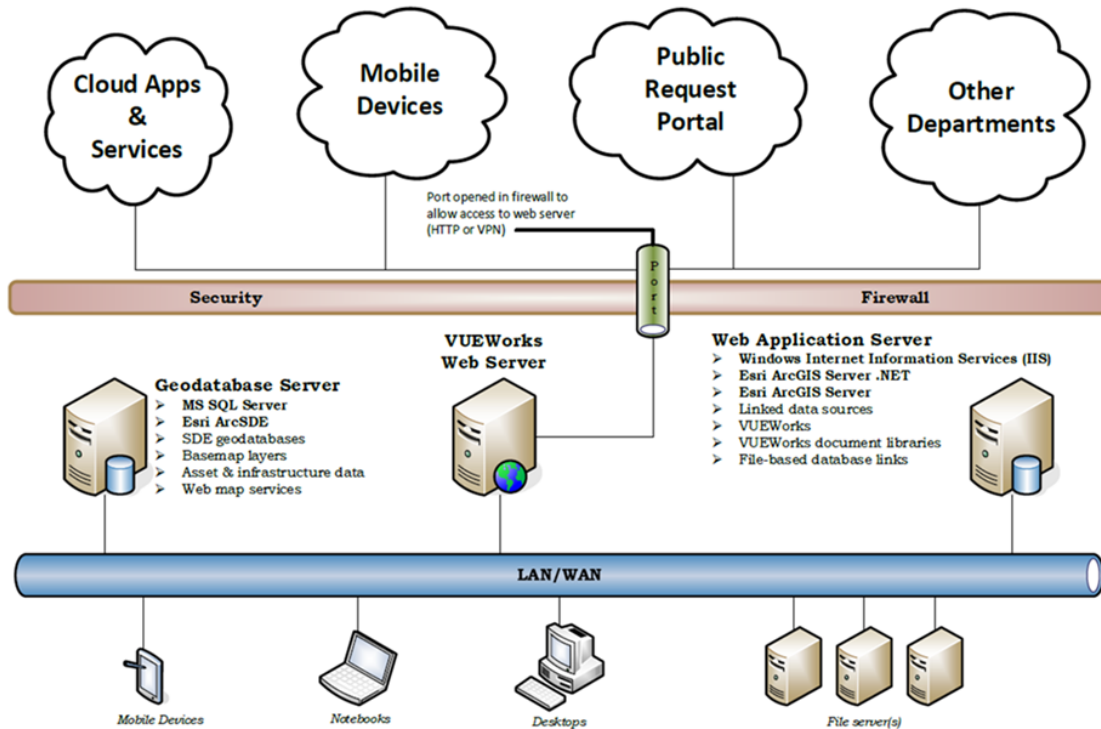 Cloud Apps
&
Services
Mobile
Devices
Public
Request
Portal
Other
Departments
Port opened in firewall to
allow access to web server
(HTTP or VPN)
Port
Security
Firewall
VUEWorks
Web Server
Geodatabase Server
➢ MS SQL Server
➢ Esri ArcSDE
➢ SDE geodatabases
➢ Basemap layers
➢ Asset & infrastructure data
➢ Web map services
Web Application Server
➢ Windows Internet Information Services (IIS)
➢ Esri ArcGIS Server .NET
➢ Esri ArcGIS Server
➢ Linked data sources
➢ VUEWorks
➢ VUEWorks document libraries
➢ File-based database links
LAN/WAN
Mobile Devices
Notebooks
Desktops
File server(s)